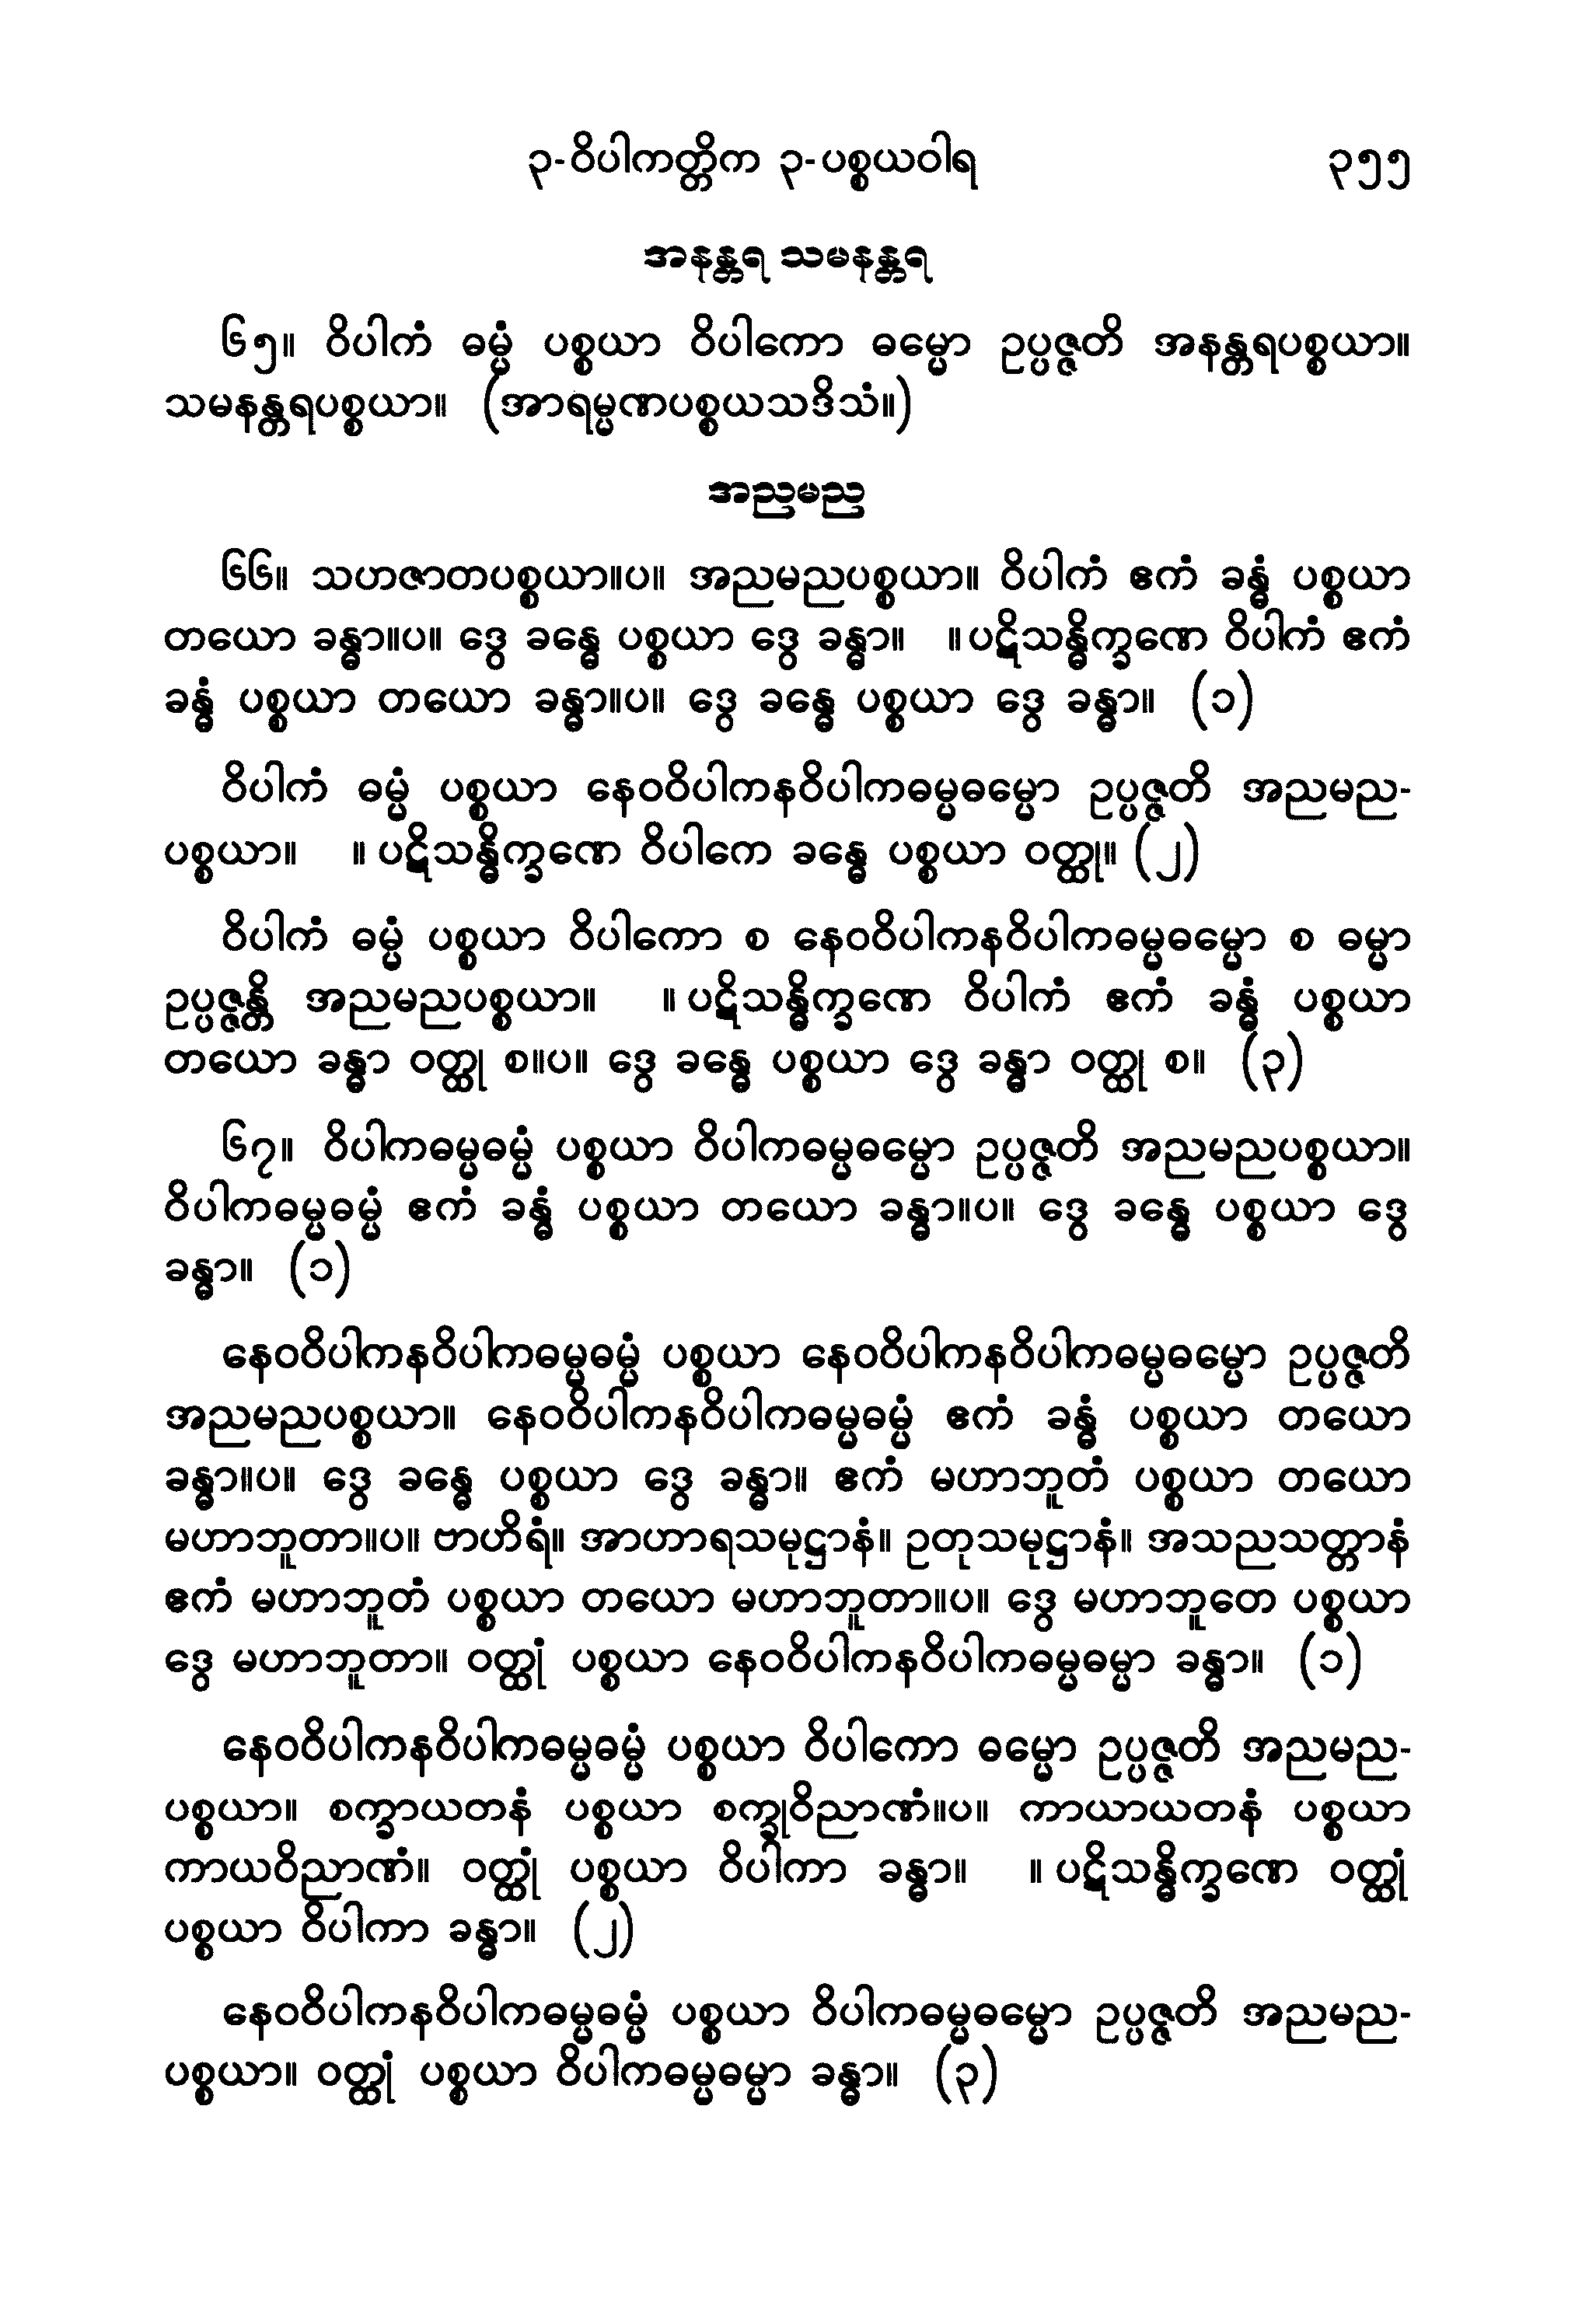 ၃-ဝိပါကတ္တိက ၃-ပစ္စယဝါရ ၃၅၅
အနန္တရ သမနန္တရ
၆၅။ ဝိပါကံ ဓမ္မံ ပစ္စယာ ဝိပါကော ဓမ္မော ဥပ္ပဇ္ဇတိ အနန္တရပစ္စယာ။
သမနန္တရပစ္စယာ။ (အာရမ္မဏပစ္စယသဒိသံ။)
အညမည
၆၆။ သဟဇာတပစ္စယာ။ပ။ အညမညပစ္စယာ။ ဝိပါကံ ဧကံ ခန္ဓံ ပစ္စယာ
တယော ခန္ဓာ။ပ။ ဒွေ ခန္ဓေ ပစ္စယာ ဒွေ ခန္ဓာ။ ။ပဋိသန္ဓိက္ခဏေ ဝိပါကံ ဧကံ
ခန္ဓံ ပစ္စယာ တယော ခန္ဓာ။ပ။ ဒွေ ခန္ဓေ ပစ္စယာ ဒွေ ခန္ဓာ။ (၁)
ဝိပါကံ ဓမ္မံ ပစ္စယာ နေဝဝိပါကနဝိပါကဓမ္မဓမ္မော ဥပ္ပဇ္ဇတိ အညမည-
ပစ္စယာ။ ။ ပဋိသန္ဓိက္ခဏေ ဝိပါကေ ခန္ဓေ ပစ္စယာ ဝတ္ထု။ (၂)
ဝိပါကံ ဓမ္မံ ပစ္စယာ ဝိပါကော စ နေဝဝိပါကနဝိပါကဓမ္မဓမ္မော စ ဓမ္မာ
ဥပ္ပဇ္ဇန္တိ အညမညပစ္စယာ။ ။ ပဋိသန္ဓိက္ခဏေ ဝိပါကံ ဧကံ ခန္ဓံ ပစ္စယာ
တယော ခန္ဓာ ဝတ္ထု စ။ပ။ ဒွေ ခန္ဓေ ပစ္စယာ ဒွေ ခန္ဓာ ဝတ္ထု စ။ (၃)
၆၇။ ဝိပါကဓမ္မဓမ္မံ ပစ္စယာ ဝိပါကဓမ္မဓမ္မော ဥပ္ပဇ္ဇတိ အညမညပစ္စယာ။
ဝိပါကဓမ္မဓမ္မံ ဧကံ ခန္ဓံ ပစ္စယာ တယော ခန္ဓာ။ပ။ ဒွေ ခန္ဓေ ပစ္စယာ ဒွေ
ခန္ဓာ။ (၁)
နေဝဝိပါကနဝိပါကဓမ္မဓမ္မံ ပစ္စယာ နေဝဝိပါကနဝိပါကဓမ္မဓမ္မော ဥပ္ပဇ္ဇတိ
အညမညပစ္စယာ။ နေဝဝိပါကနဝိပါကဓမ္မဓမ္မံ ဧကံ ခန္ဓံ ပစ္စယာ တယော
ခန္ဓာ။ပ။ ဒွေ ခန္ဓေ ပစ္စယာ ဒွေ ခန္ဓာ။ ဧကံ မဟာဘူတံ ပစ္စယာ တယော
မဟာဘူတာ။ပ။ ဗာဟိရံ။ အာဟာရသမုဋ္ဌာနံ။ ဥတုသမုဋ္ဌာနံ။ အသညသတ္တာနံ
ဧကံ မဟာဘူတံ ပစ္စယာ တယော မဟာဘူတာ။ပ။ ဒွေ မဟာဘူတေ ပစ္စယာ
ဒွေ မဟာဘူတာ။ ဝတ္ထုံ ပစ္စယာ နေဝဝိပါကနဝိပါကဓမ္မဓမ္မာ ခန္ဓာ။ (၁)
နေဝဝိပါကနဝိပါကဓမ္မဓမ္မံ ပစ္စယာ ဝိပါကော ဓမ္မော ဥပ္ပဇ္ဇတိ အညမည-
ပစ္စယာ။ စက္ခာယတနံ ပစ္စယာ စက္ခုဝိညာဏံ။ပ။ ကာယာယတနံ ပစ္စယာ
ကာယဝိညာဏံ။ ဝတ္ထုံ ပစ္စယာ ဝိပါကာ ခန္ဓာ။ ။ ပဋိသန္ဓိက္ခဏေ ဝတ္ထုံ
ပစ္စယာ ဝိပါကာ ခန္ဓာ။ (၂)
နေဝဝိပါကနဝိပါကဓမ္မဓမ္မံ ပစ္စယာ ဝိပါကဓမ္မဓမ္မော ဥပ္ပဇ္ဇတိ အညမည-
ပစ္စယာ။ ဝတ္ထုံ ပစ္စယာ ဝိပါကဓမ္မဓမ္မာ ခန္ဓာ။ (၃)